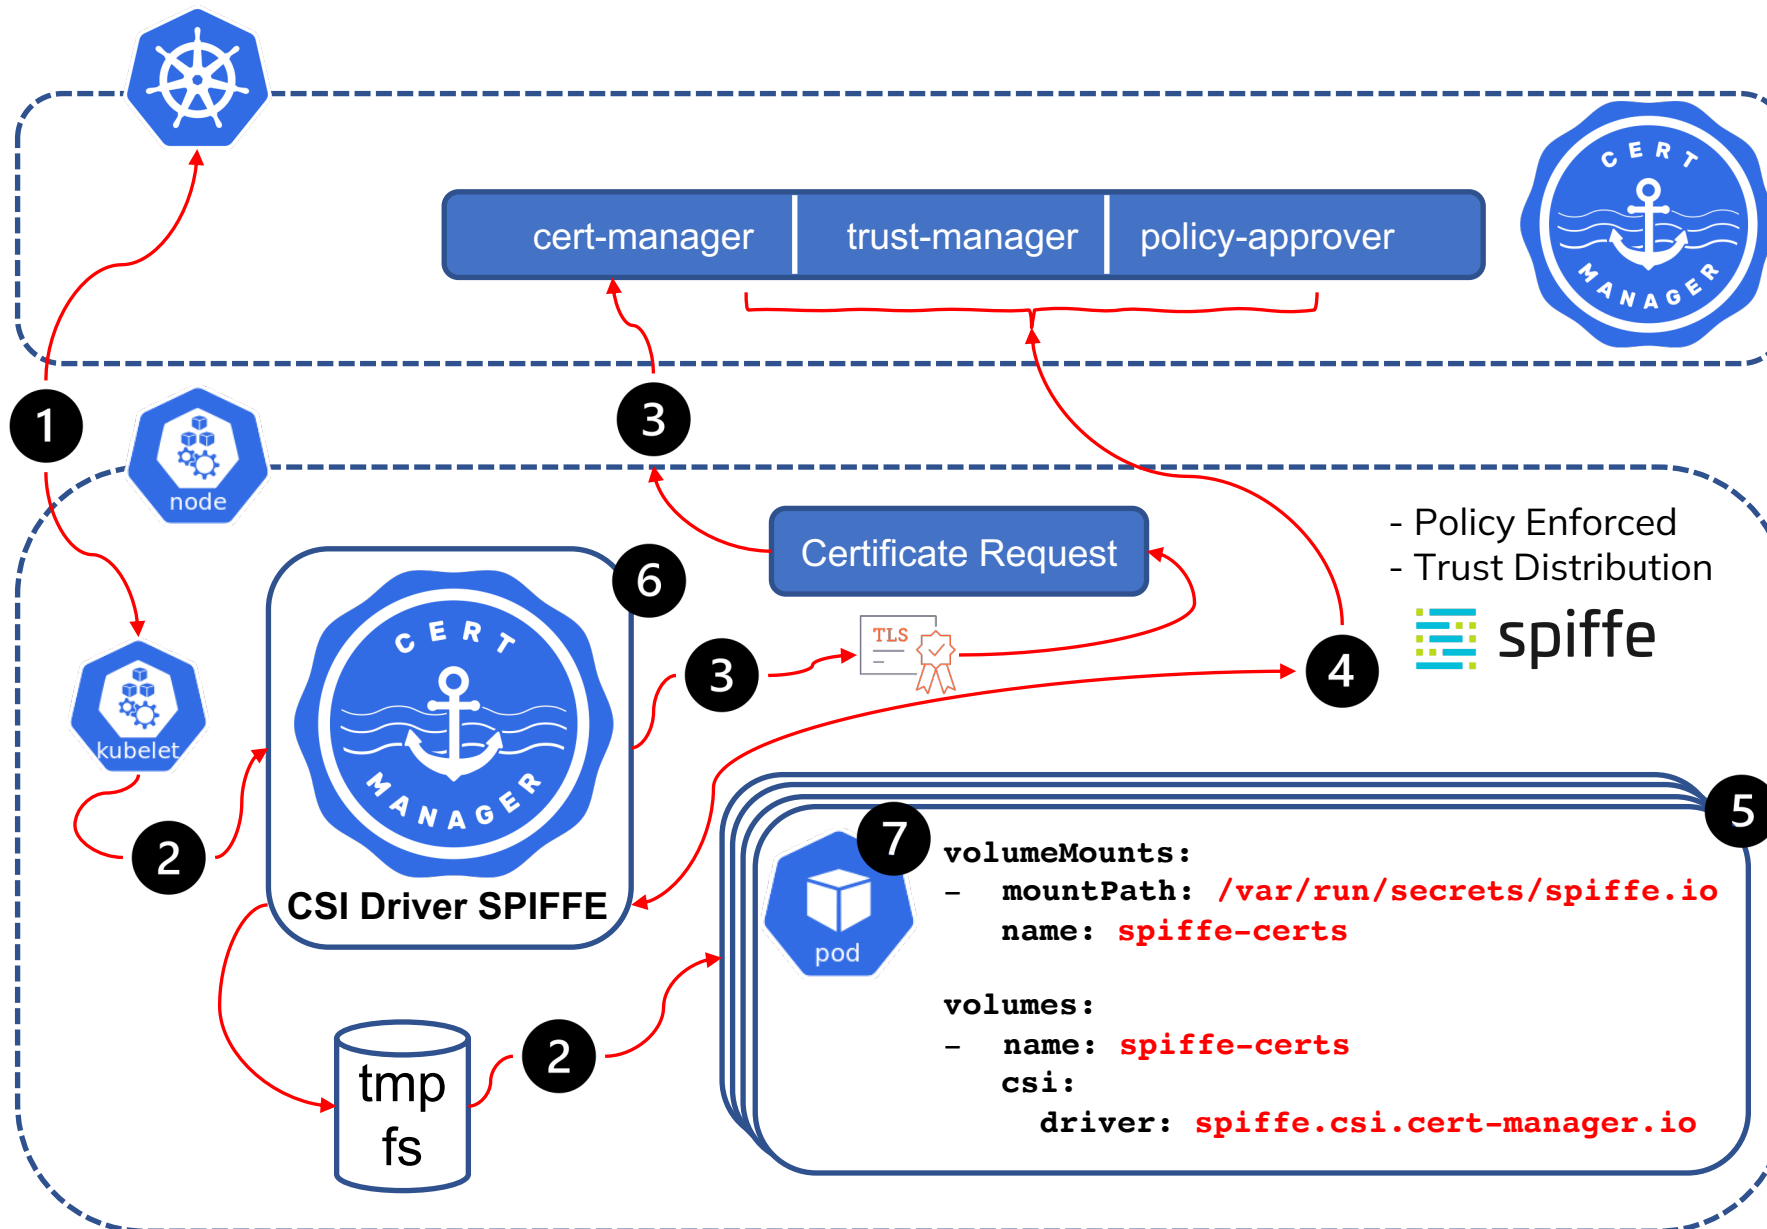 CERT
MANAGER
cert-manager
trust-manager
policy-approver
1
3
node
- Policy Enforced
- Trust Distribution
spiffe
Certificate Request
6
CERT
MANAGER
CSI Driver SPIFFE
3
TLS
4
kubelet
2
5
7
pod
volumeMounts:
- mountPath: /var/run/secrets/spiffe.io
name: spiffe-certs
volumes:
- name: spiffe-certs
csi:
driver: spiffe.csi.cert-manager.io
2
tmp
fs